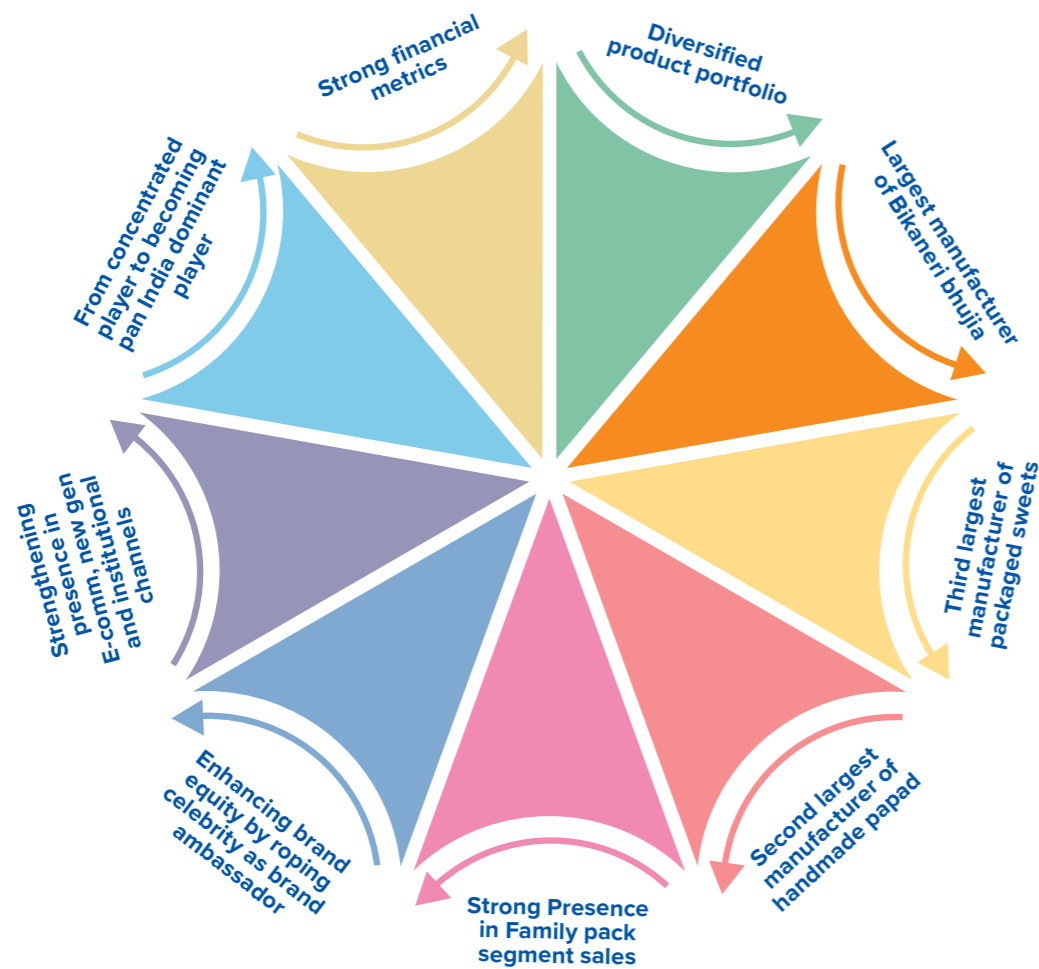 Diversified
product portfolio
Largest manufacturer
of Bikaneri bhujia
Third largest
manufacturer of
packaged sweets
Second largest
manufacturer of
handmade papad
Strong Presence
in Family pack
segment sales
Enhancing brand
equity by roping
celebrity as brand
ambassador
Strengthening
presence in
E-comm, new gen
and institutional
channels
From concentrated
player to becoming
pan India dominant
player
Strong financial
metrics